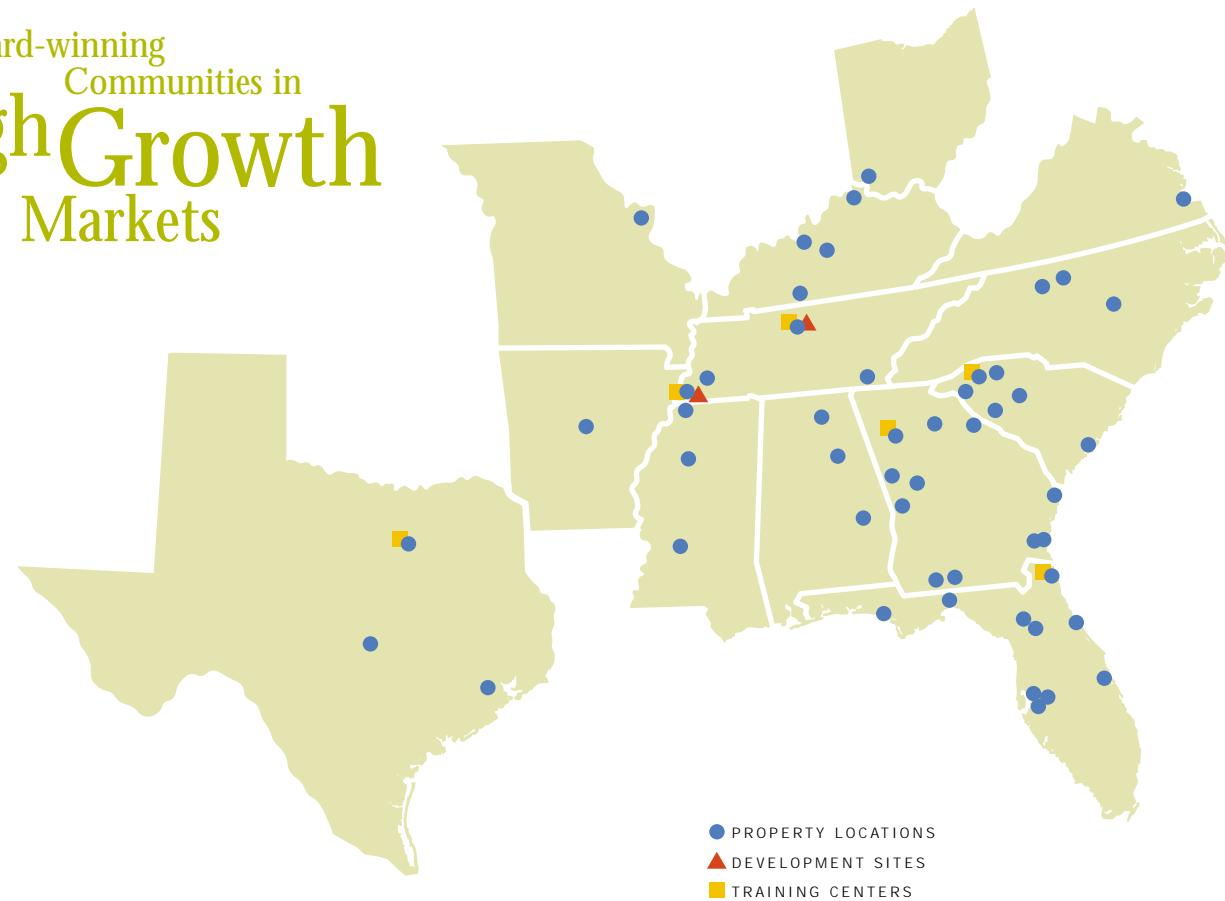 ard-winning
Communities in
gh Growth
Markets
PROPERTY LOCATIONS
DEVELOPMENT SITES
TRAINING CENTERS